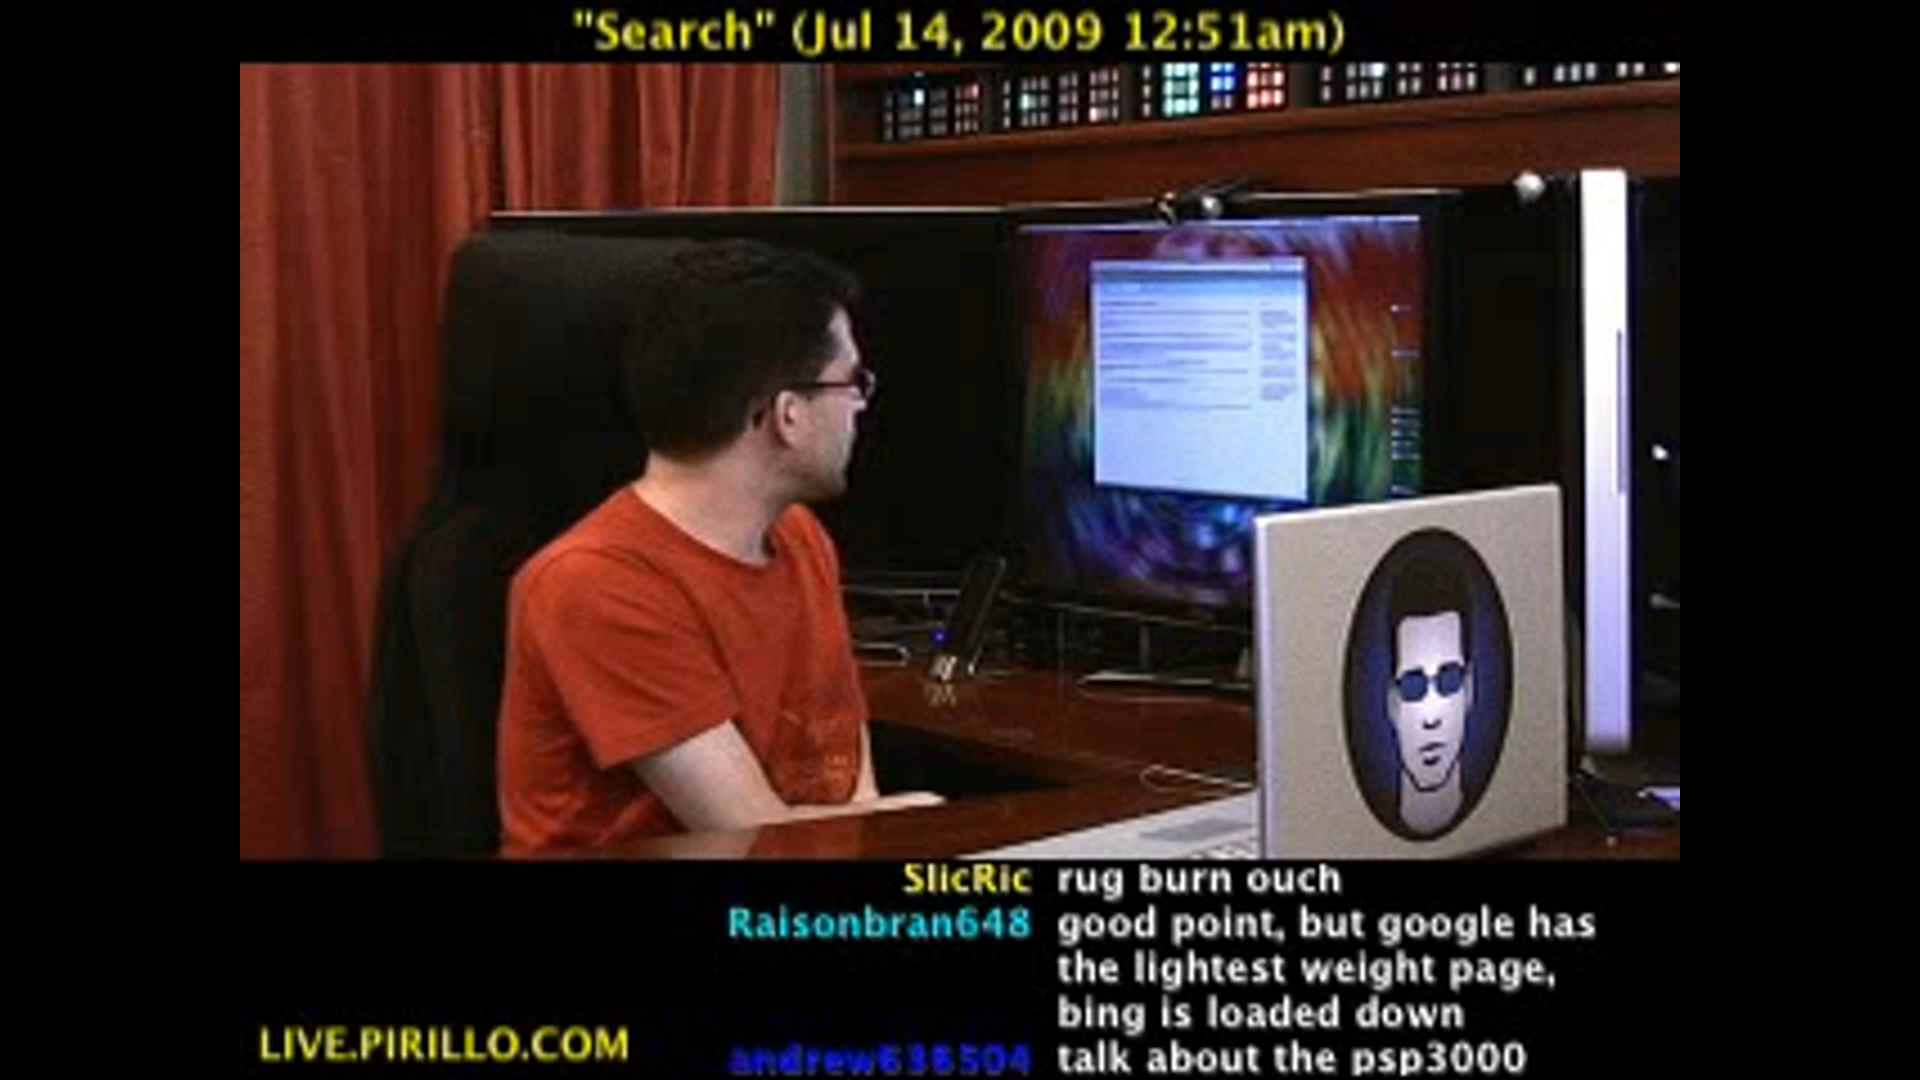 "Search" (Jul 14, 2009 12:51am)
SlicRic rug burn ouch
Raisonbran648 good point, but google has
the lightest weight page,
bing is loaded down
LIVE.PIRILLO.COM
andrew636504 talk about the psp3000